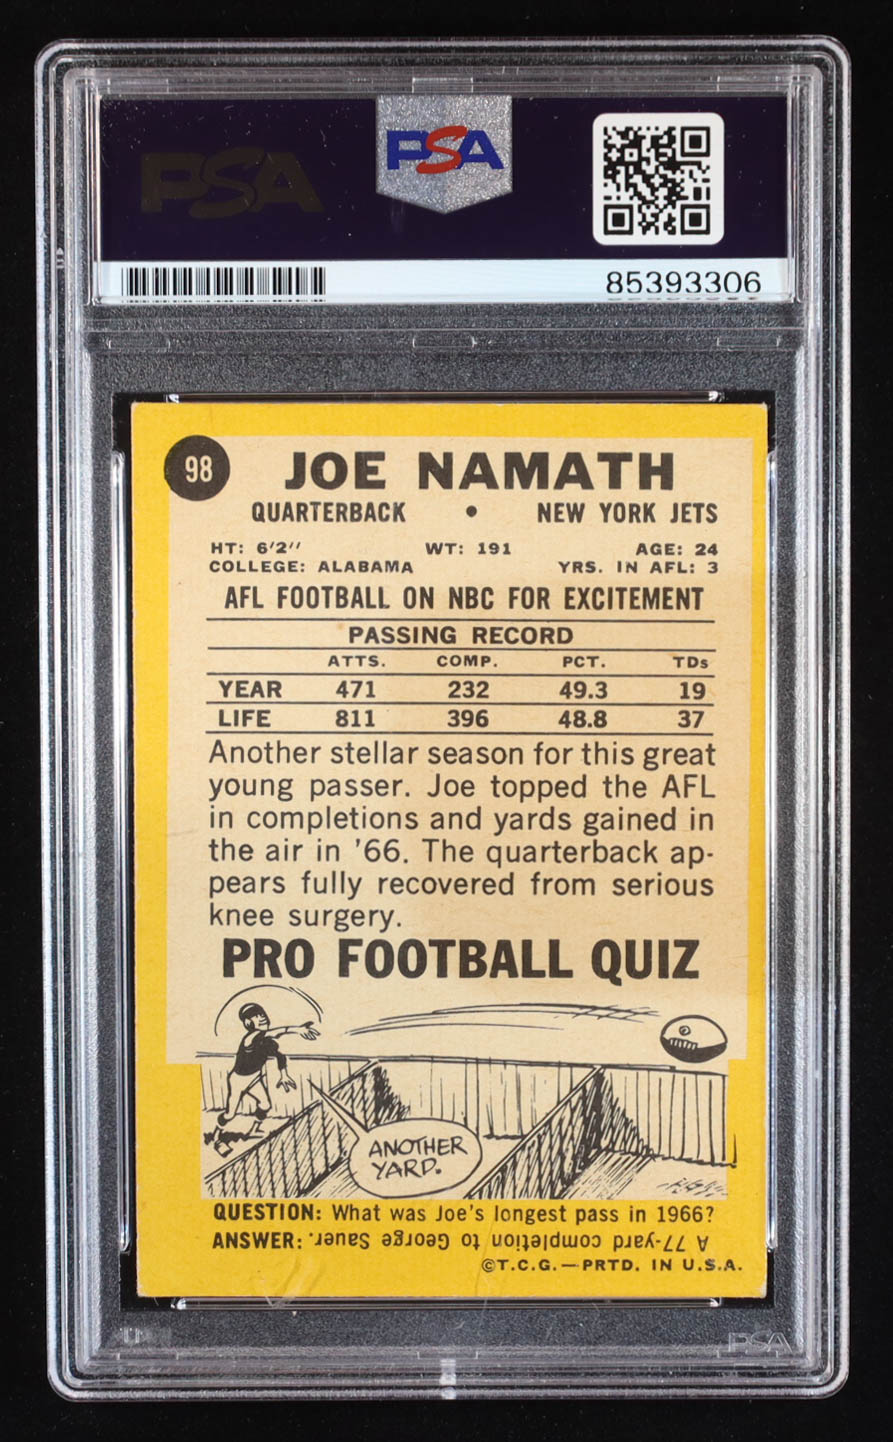 PSA
PSA
85393306
98
JOE NAMATH
QUARTERBACK • NEW YORK JETS
HT: 6'2" WT: 191 AGE: 24
COLLEGE: ALABAMA YRS. IN AFL: 3
AFL FOOTBALL ON NBC FOR EXCITEMENT
PASSING RECORD
ATTS. COMP. PCT. TDs
YEAR 471 232 49.3 19
LIFE 811 396 48.8 37
Another stellar season for this great
young passer. Joe topped the AFL
in completions and yards gained in
the air in '66. The quarterback ap-
pears fully recovered from serious
knee surgery.
PRO FOOTBALL QUIZ
ANOTHER
YARD.
QUESTION: What was Joe's longest pass in 1966?
ANSWER: A 77-yard completion to George Sauer.
©T.C.G.—PRTD. IN U.S.A.
PSA